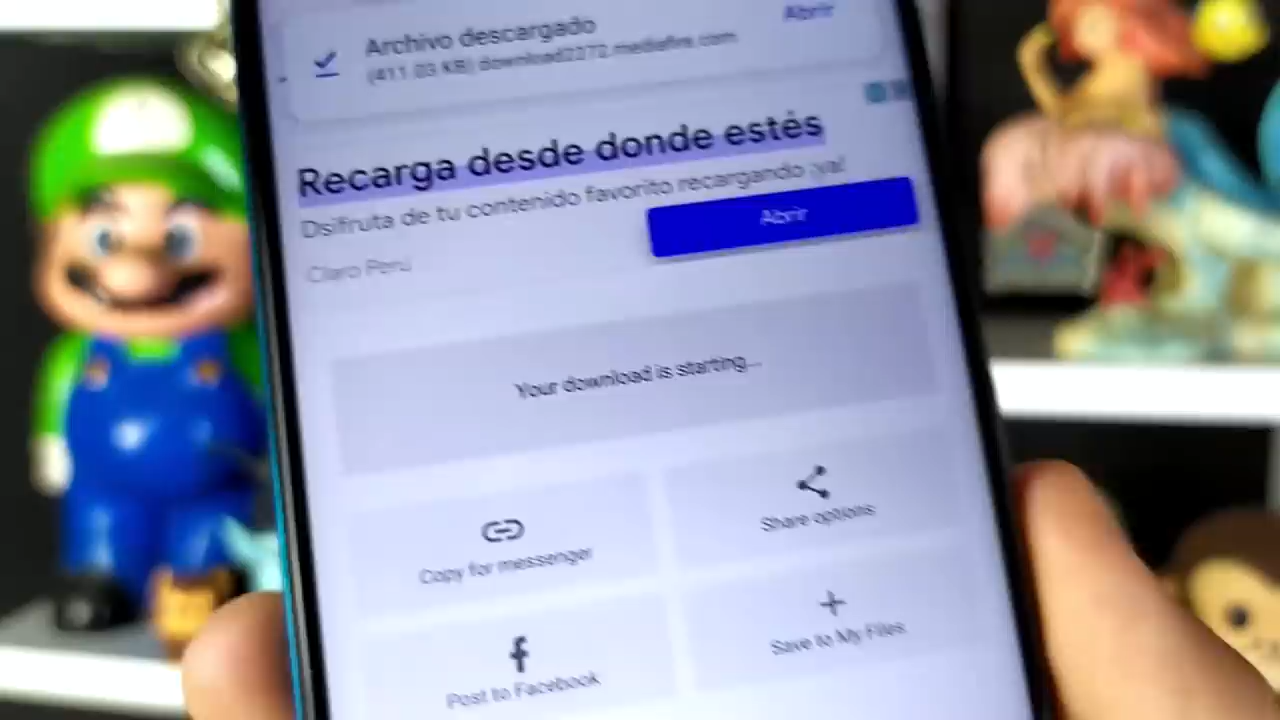 Archivo descargado
Abrir
(411.03 KB) download2272.mediafire.com
Recarga desde donde estés
Dsifruta de tu contenido favorito recargando ¡ya!
Abrir
Claro Perú
Your download is starting...
Copy for messenger
Share options
Post to Facebook
Save to My Files